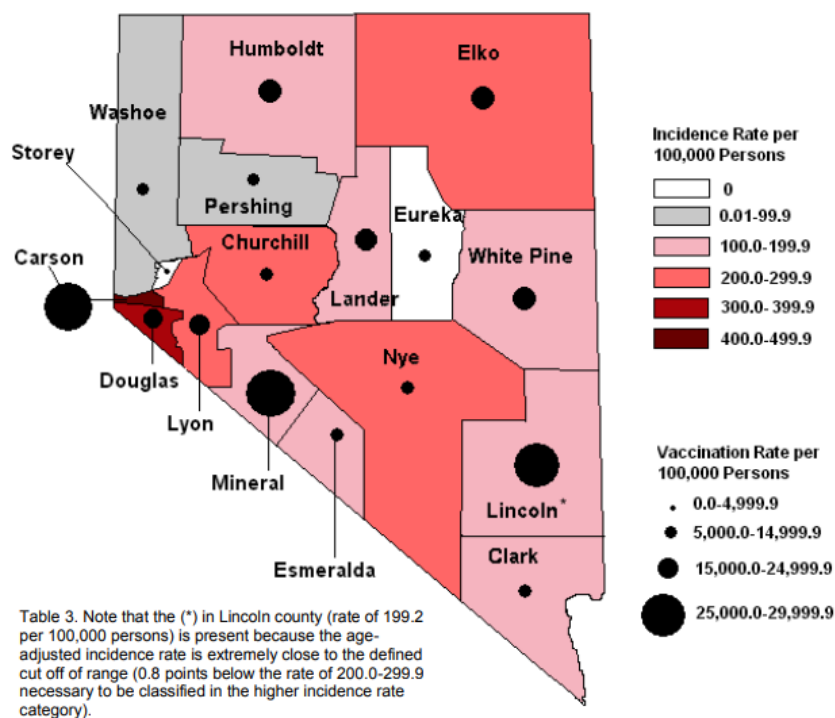 Humboldt
Elko
Washoe
Storey
Pershing
Eureka
Churchill
White Pine
Carson
Lander
Nye
Douglas
Lyon
Mineral
Lincoln*
Clark
Esmeralda
Incidence Rate per
100,000 Persons
0
0.01-99.9
100.0-199.9
200.0-299.9
300.0- 399.9
400.0-499.9
Vaccination Rate per
100,000 Persons
0.0-4,999.9
5,000.0-14,999.9
15,000.0-24,999.9
25,000.0-29,999.9
Table 3. Note that the (*) in Lincoln county (rate of 199.2
per 100,000 persons) is present because the age-
adjusted incidence rate is extremely close to the defined
cut off of range (0.8 points below the rate of 200.0-299.9
necessary to be classified in the higher incidence rate
category).